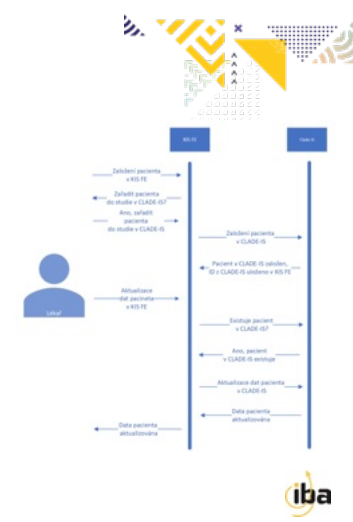 KIS FE
Založení pacienta
v KIS FE
Zařadit pacienta
do studie v CLADE-IS?
Ano, zařadit
pacienta
do studie v CLADE-IS
Založení pacienta
v CLADE-IS
Pacient v CLADE-IS založen,
ID z CLADE-IS uloženo v KIS FE
Aktualizace
dat pacienta
v KIS FE
Lékař
Existuje pacient
v CLADE-IS?
Ano, pacient
v CLADE-IS existuje
Aktualizace dat pacienta
v CLADE-IS
Data pacienta
aktualizována
Data pacienta
aktualizována
iba